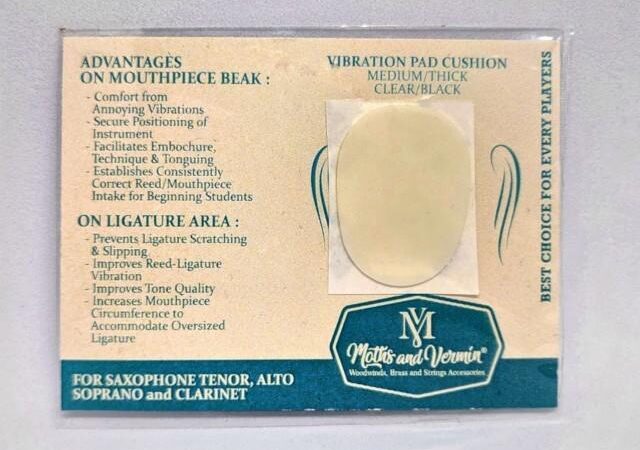 ADVANTAGES
ON MOUTHPIECE BEAK :
- Comfort from
Annoying Vibrations
- Secure Positioning of
Instrument
- Facilitates Embochure,
Technique & Tonguing
- Establishes Consistently
Correct Reed/Mouthpiece
Intake for Beginning Students
ON LIGATURE AREA :
- Prevents Ligature Scratching
& Slipping
- Improves Reed-Ligature
Vibration
- Improves Tone Quality
- Increases Mouthpiece
Circumference to
Accommodate Oversized
Ligature
FOR SAXOPHONE TENOR, ALTO
SOPRANO and CLARINET
VIBRATION PAD CUSHION
MEDIUM/THICK
CLEAR/BLACK
BEST CHOICE FOR EVERY PLAYERS
MV
Moths and Vermin®
Woodwinds, Brass and Strings Accessories